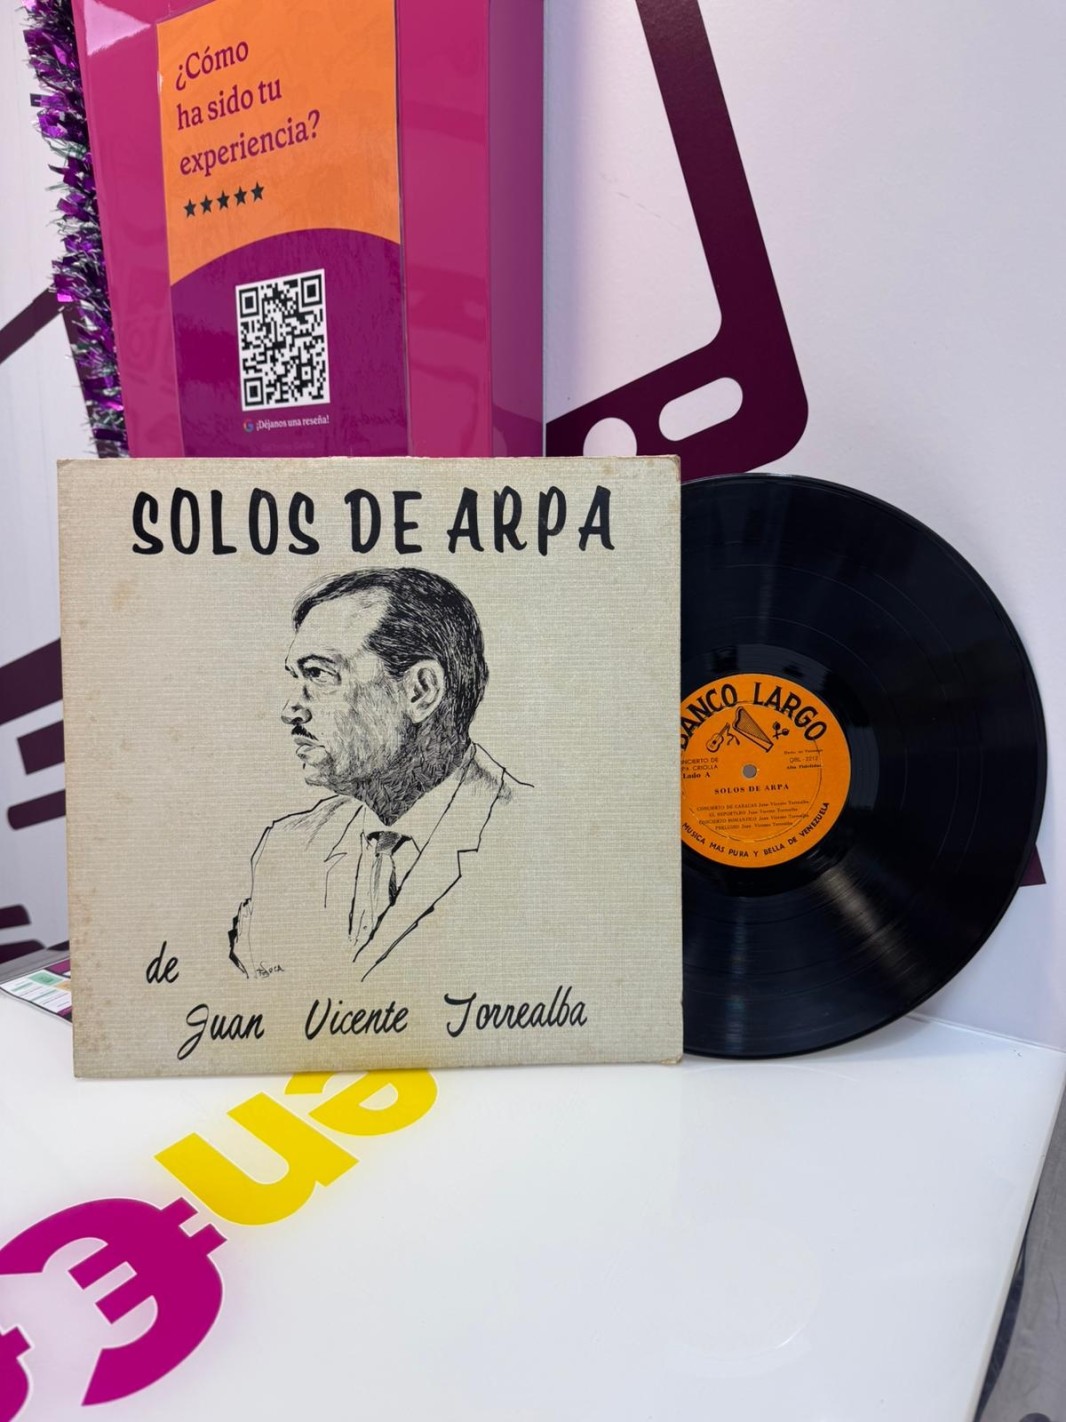 ¿Cómo
ha sido tu
experiencia?
¡Déjanos una reseña!
SOLOS DE ARPA
de
Juan Vicente Torrealba
BANCO LARGO
Lado A
SOLOS DE ARPA
MUSICA MAS PURA Y BELLA DE VENEZUELA
en